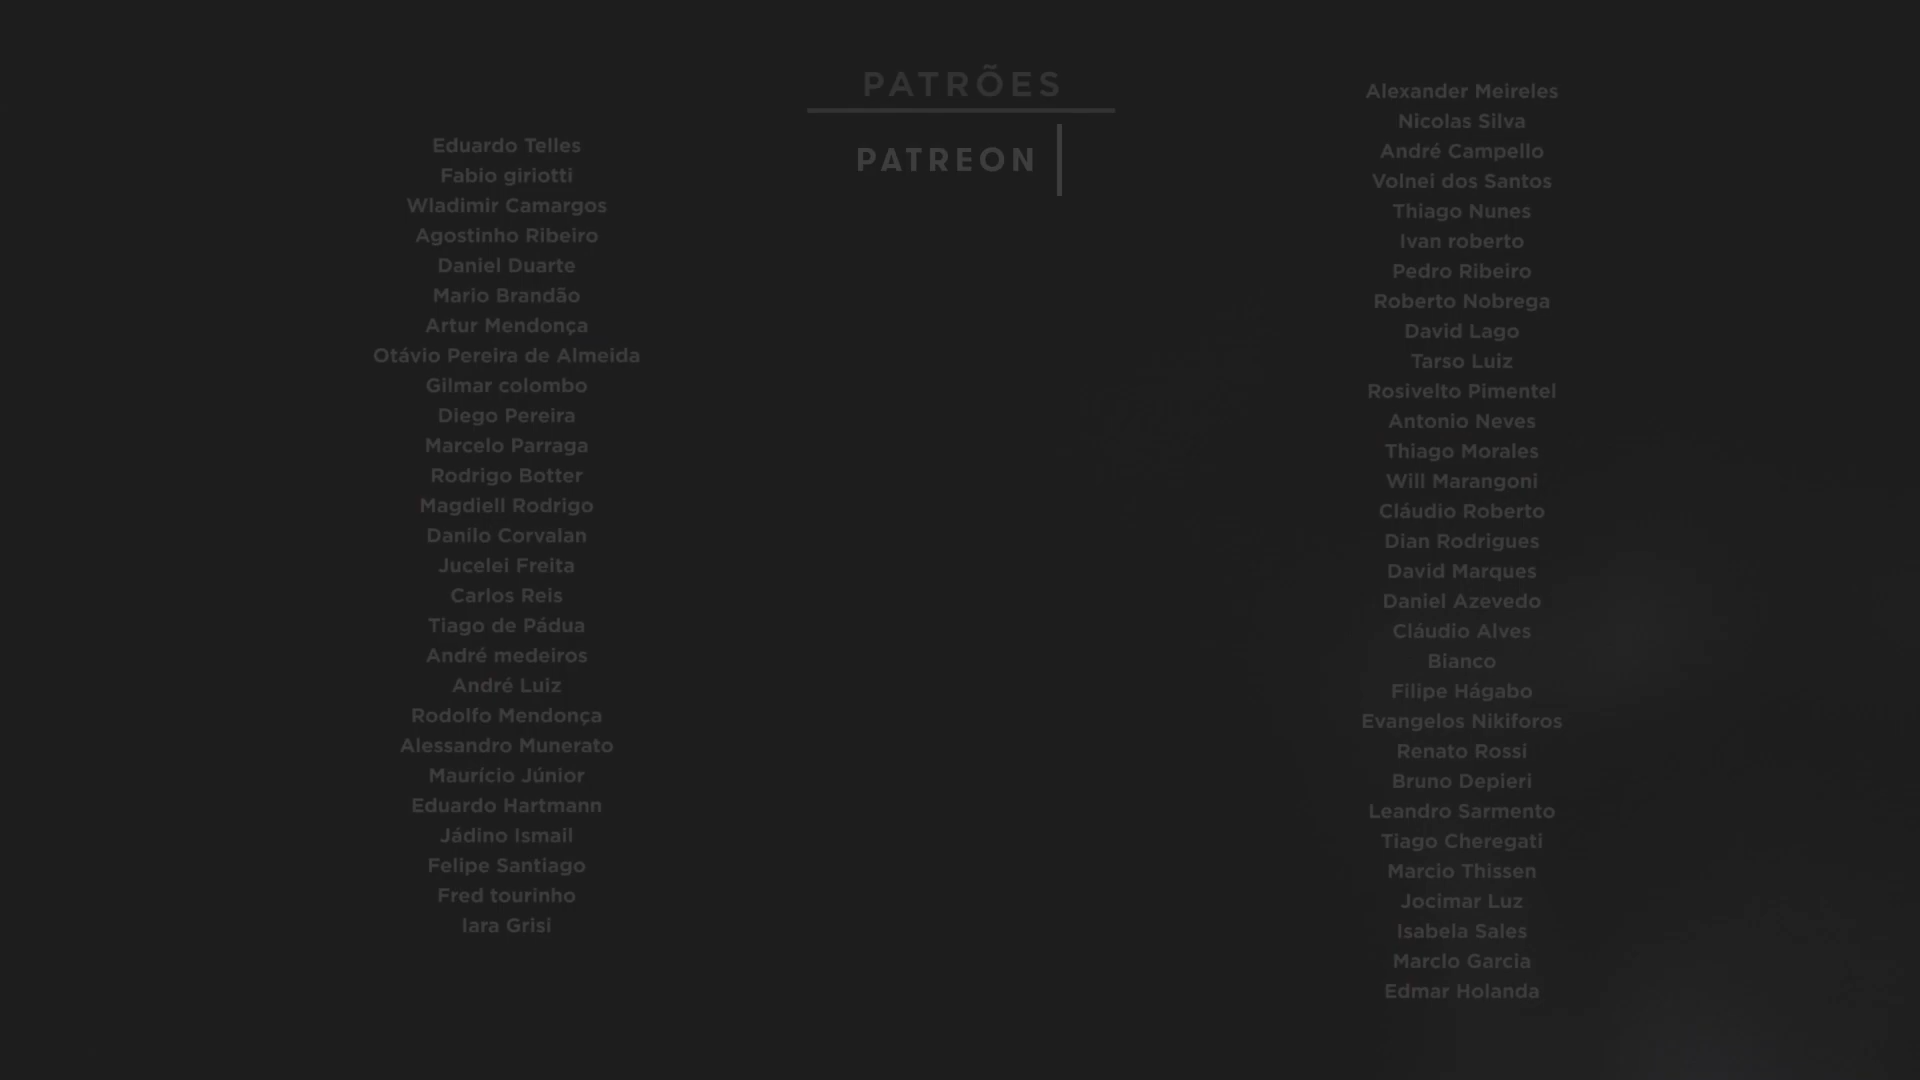 PATRÕES
PATREON
Eduardo Telles
Fabio giriotti
Wladimir Camargos
Agostinho Ribeiro
Daniel Duarte
Mario Brandão
Artur Mendonça
Otávio Pereira de Almeida
Gilmar colombo
Diego Pereira
Marcelo Parraga
Rodrigo Botter
Magdiell Rodrigo
Danilo Corvalan
Jucelei Freita
Carlos Reis
Tiago de Pádua
André medeiros
André Luiz
Rodolfo Mendonça
Alessandro Munerato
Maurício Júnior
Eduardo Hartmann
Jádino Ismail
Felipe Santiago
Fred tourinho
Iara Grisi
Alexander Meireles
Nicolas Silva
André Campello
Volnei dos Santos
Thiago Nunes
Ivan roberto
Pedro Ribeiro
Roberto Nobrega
David Lago
Tarso Luiz
Rosivelto Pimentel
Antonio Neves
Thiago Morales
Will Marangoni
Cláudio Roberto
Dian Rodrigues
David Marques
Daniel Azevedo
Cláudio Alves
Bianco
Filipe Hágabo
Evangelos Nikiforos
Renato Rossi
Bruno Depieri
Leandro Sarmento
Tiago Cheregati
Marcio Thissen
Jocimar Luz
Isabela Sales
Marclo Garcia
Edmar Holanda